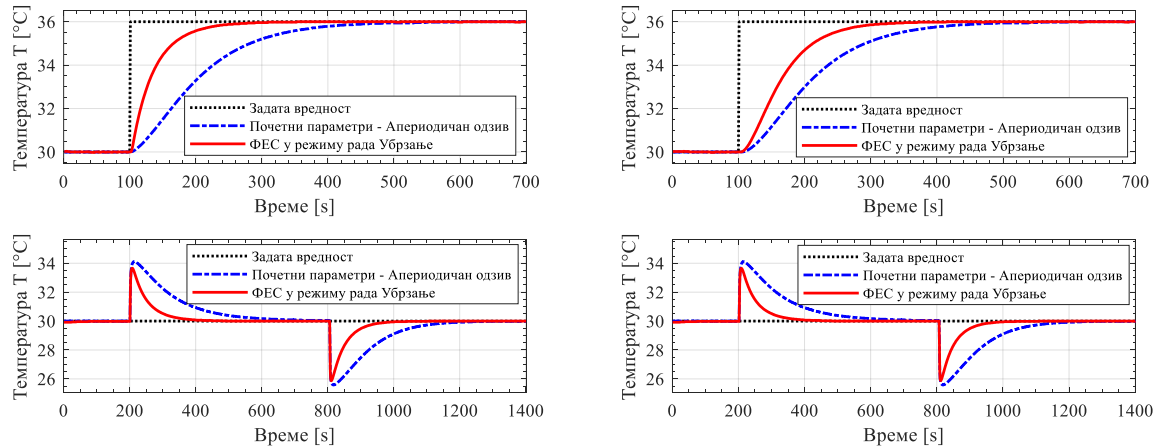 Температура T [°C]
36
34
32
30
Задата вредност
Почетни параметри - Апериодичан одзив
ФЕС у режиму рада Убрзање
0 100 200 300 400 500 600 700
Време [s]
Температура T [°C]
36
34
32
30
Задата вредност
Почетни параметри - Апериодичан одзив
ФЕС у режиму рада Убрзање
0 100 200 300 400 500 600 700
Време [s]
Температура T [°C]
34
32
30
28
26
Задата вредност
Почетни параметри - Апериодичан одзив
ФЕС у режиму рада Убрзање
0 200 400 600 800 1000 1200 1400
Време [s]
Температура T [°C]
34
32
30
28
26
Задата вредност
Почетни параметри - Апериодичан одзив
ФЕС у режиму рада Убрзање
0 200 400 600 800 1000 1200 1400
Време [s]